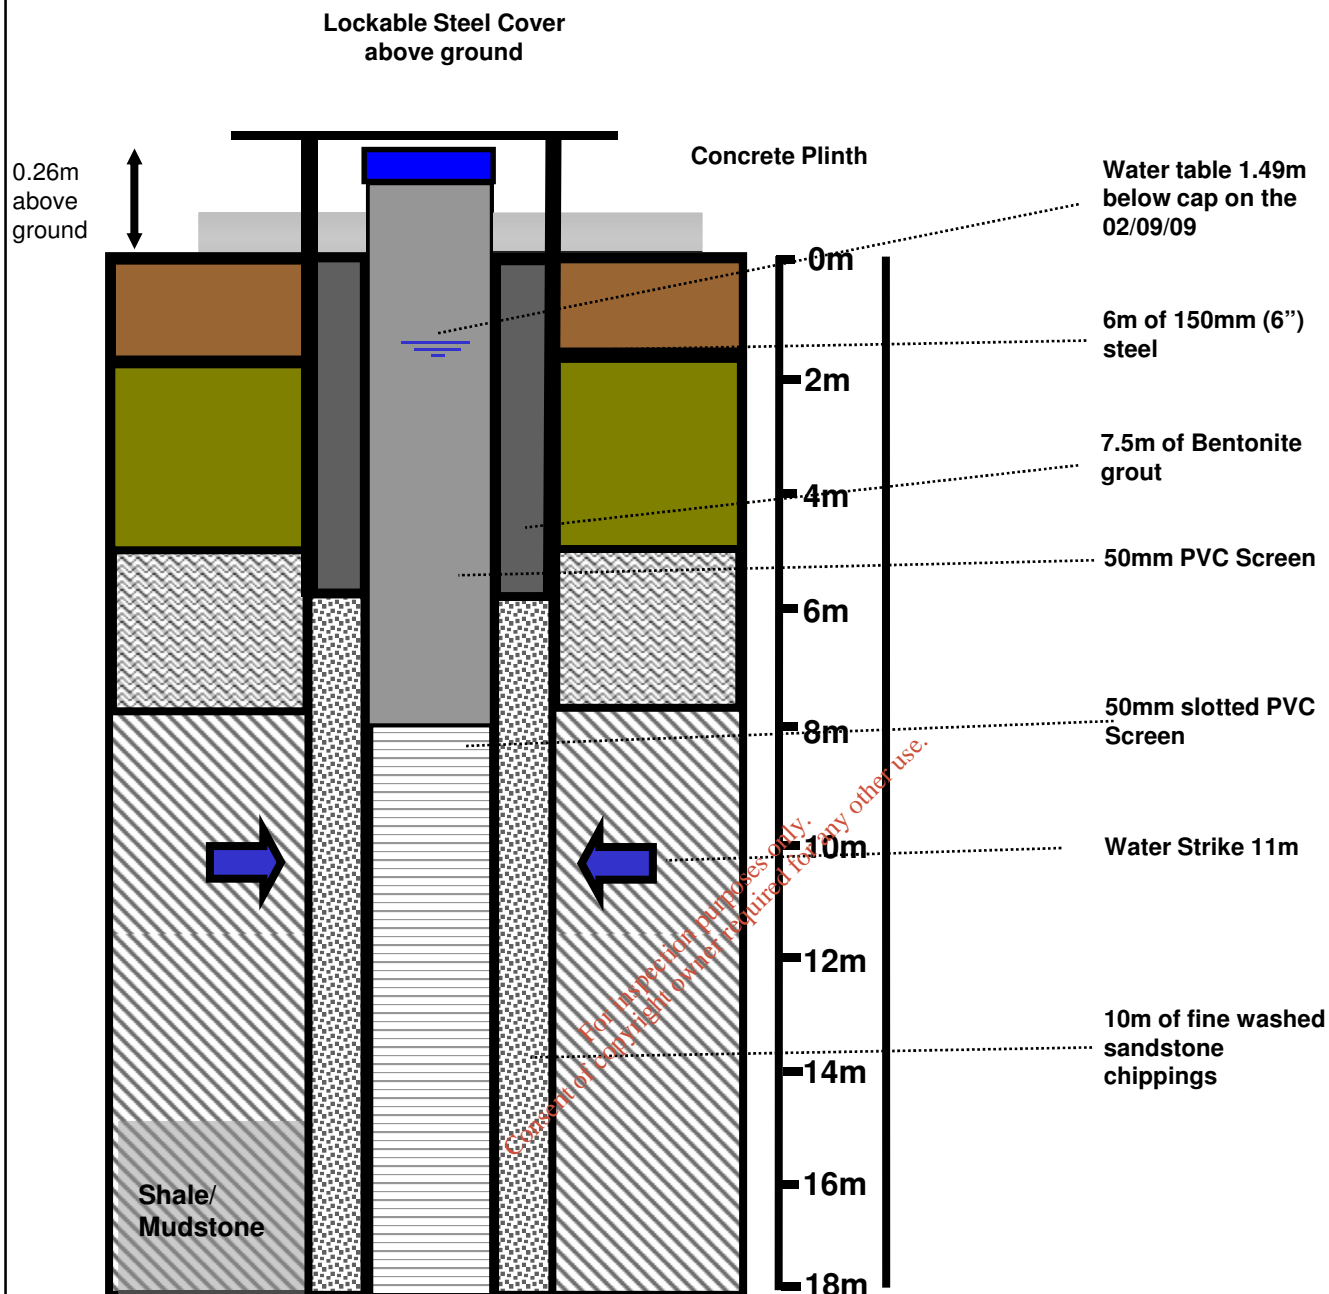 Lockable Steel Cover
above ground
0.26m
above
ground
Concrete Plinth
Water table 1.49m
below cap on the
02/09/09
0m
6m of 150mm (6”)
steel
2m
7.5m of Bentonite
grout
4m
50mm PVC Screen
6m
50mm slotted PVC
Screen
8m
10m
Water Strike 11m
12m
10m of fine washed
sandstone
chippings
14m
16m
Shale/
Mudstone
18m
For inspection purposes only.
Consent of copyright owner required for any other use.